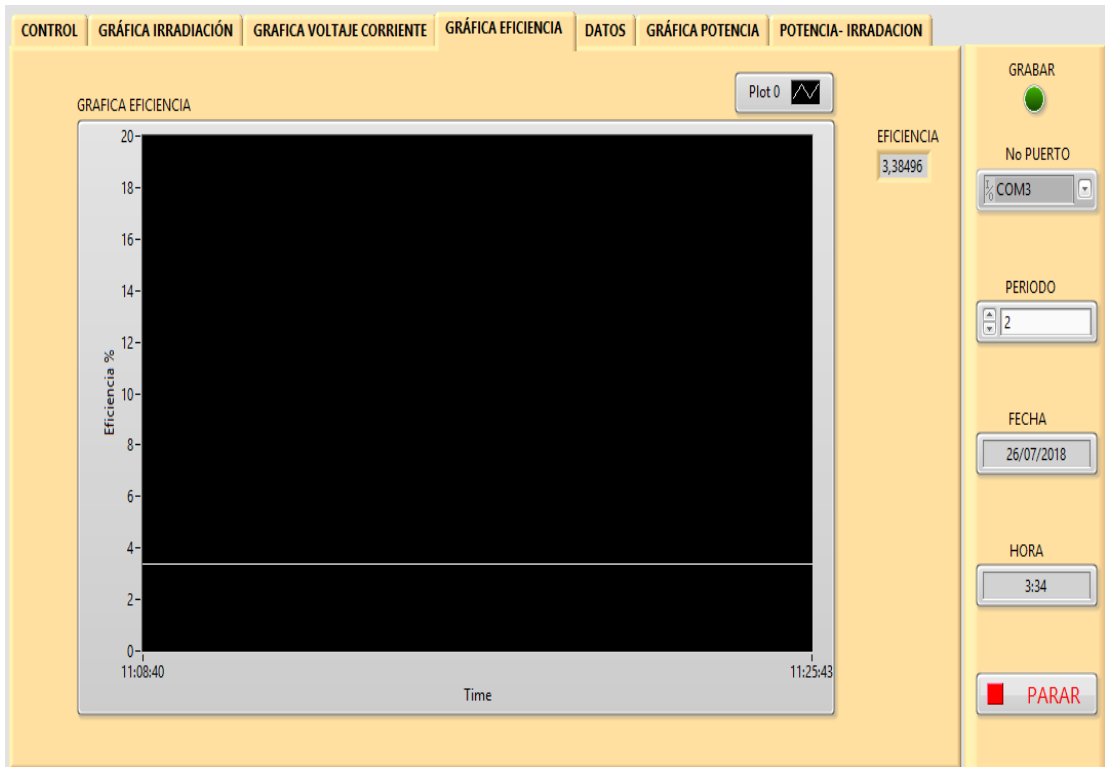 CONTROL
GRÁFICA IRRADIACIÓN
GRAFICA VOLTAJE CORRIENTE
GRÁFICA EFICIENCIA
DATOS
GRÁFICA POTENCIA
POTENCIA- IRRADACION
GRAFICA EFICIENCIA
Plot 0
20
18
16
14
12
10
8
6
4
2
0
Eficiencia %
11:08:40
11:25:43
Time
EFICIENCIA
3,38496
GRABAR
No PUERTO
I/O COM3
PERIODO
2
FECHA
26/07/2018
HORA
3:34
PARAR